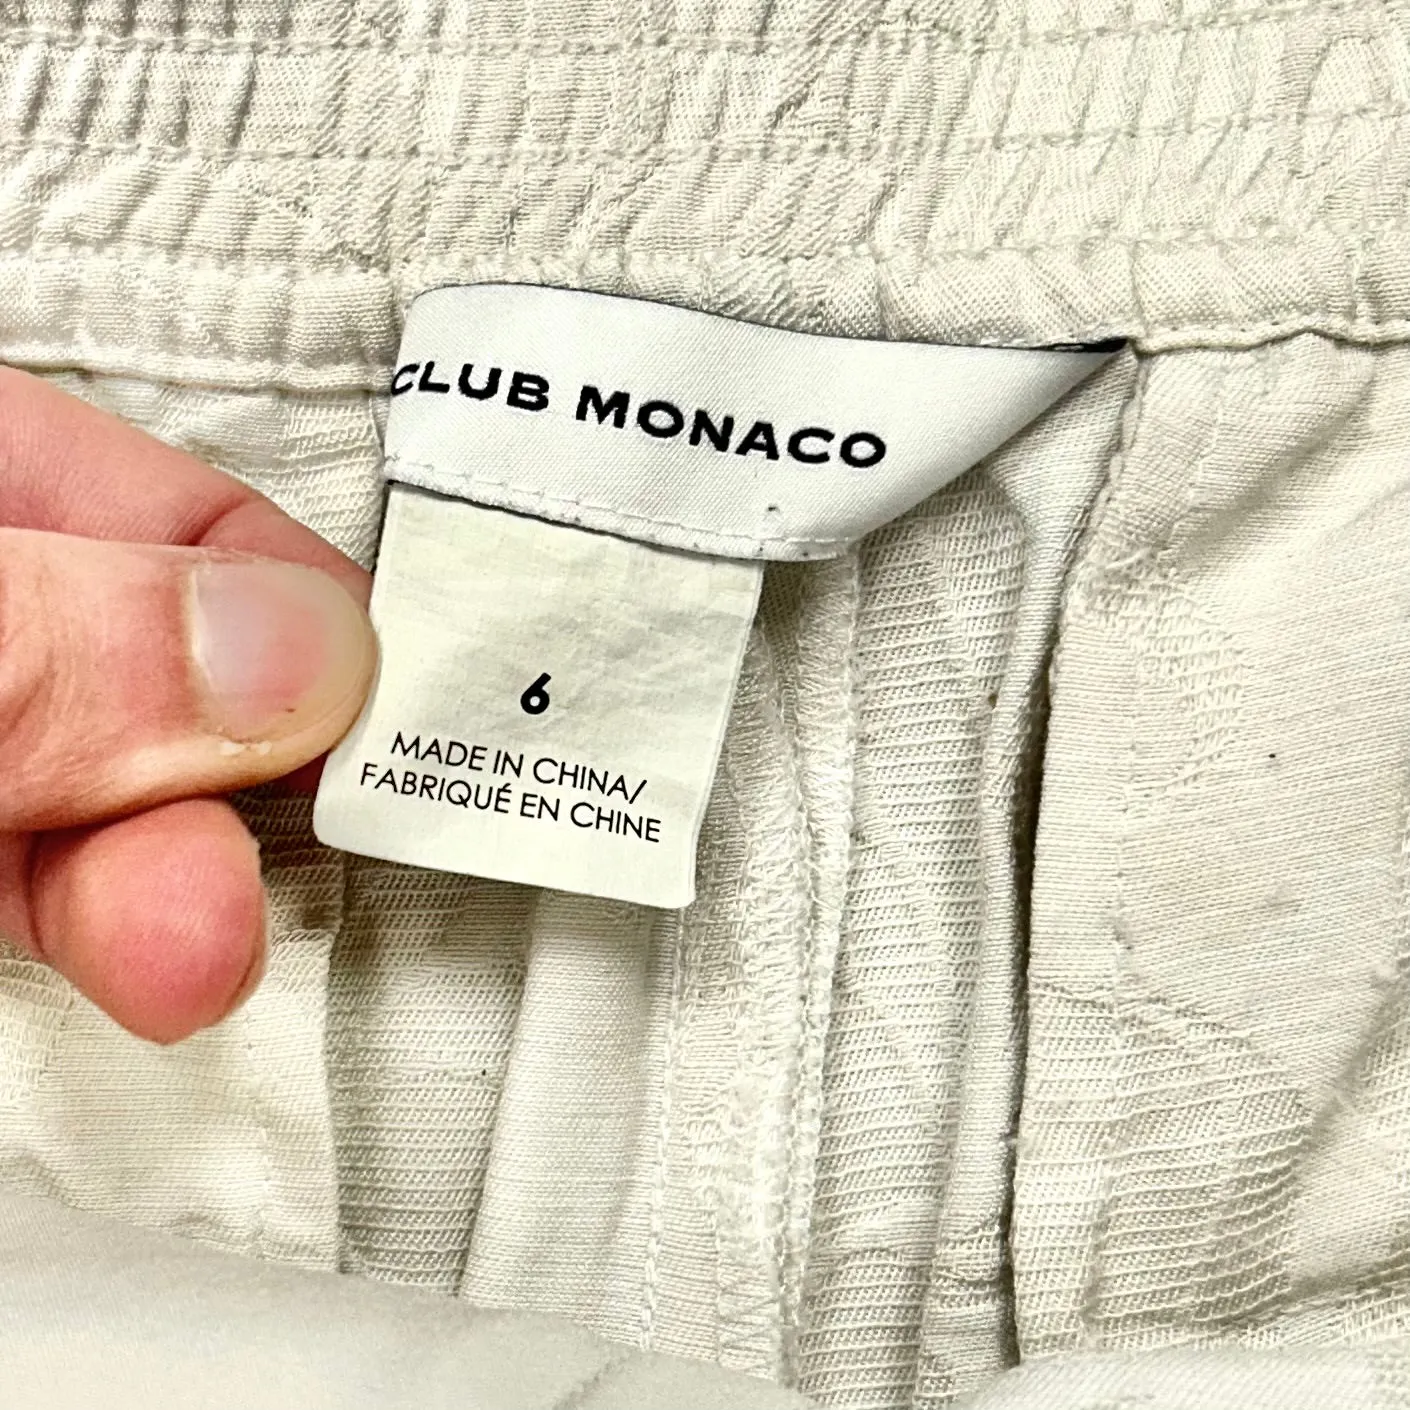 CLUB MONACO
6
MADE IN CHINA/
FABRIQUÉ EN CHINE